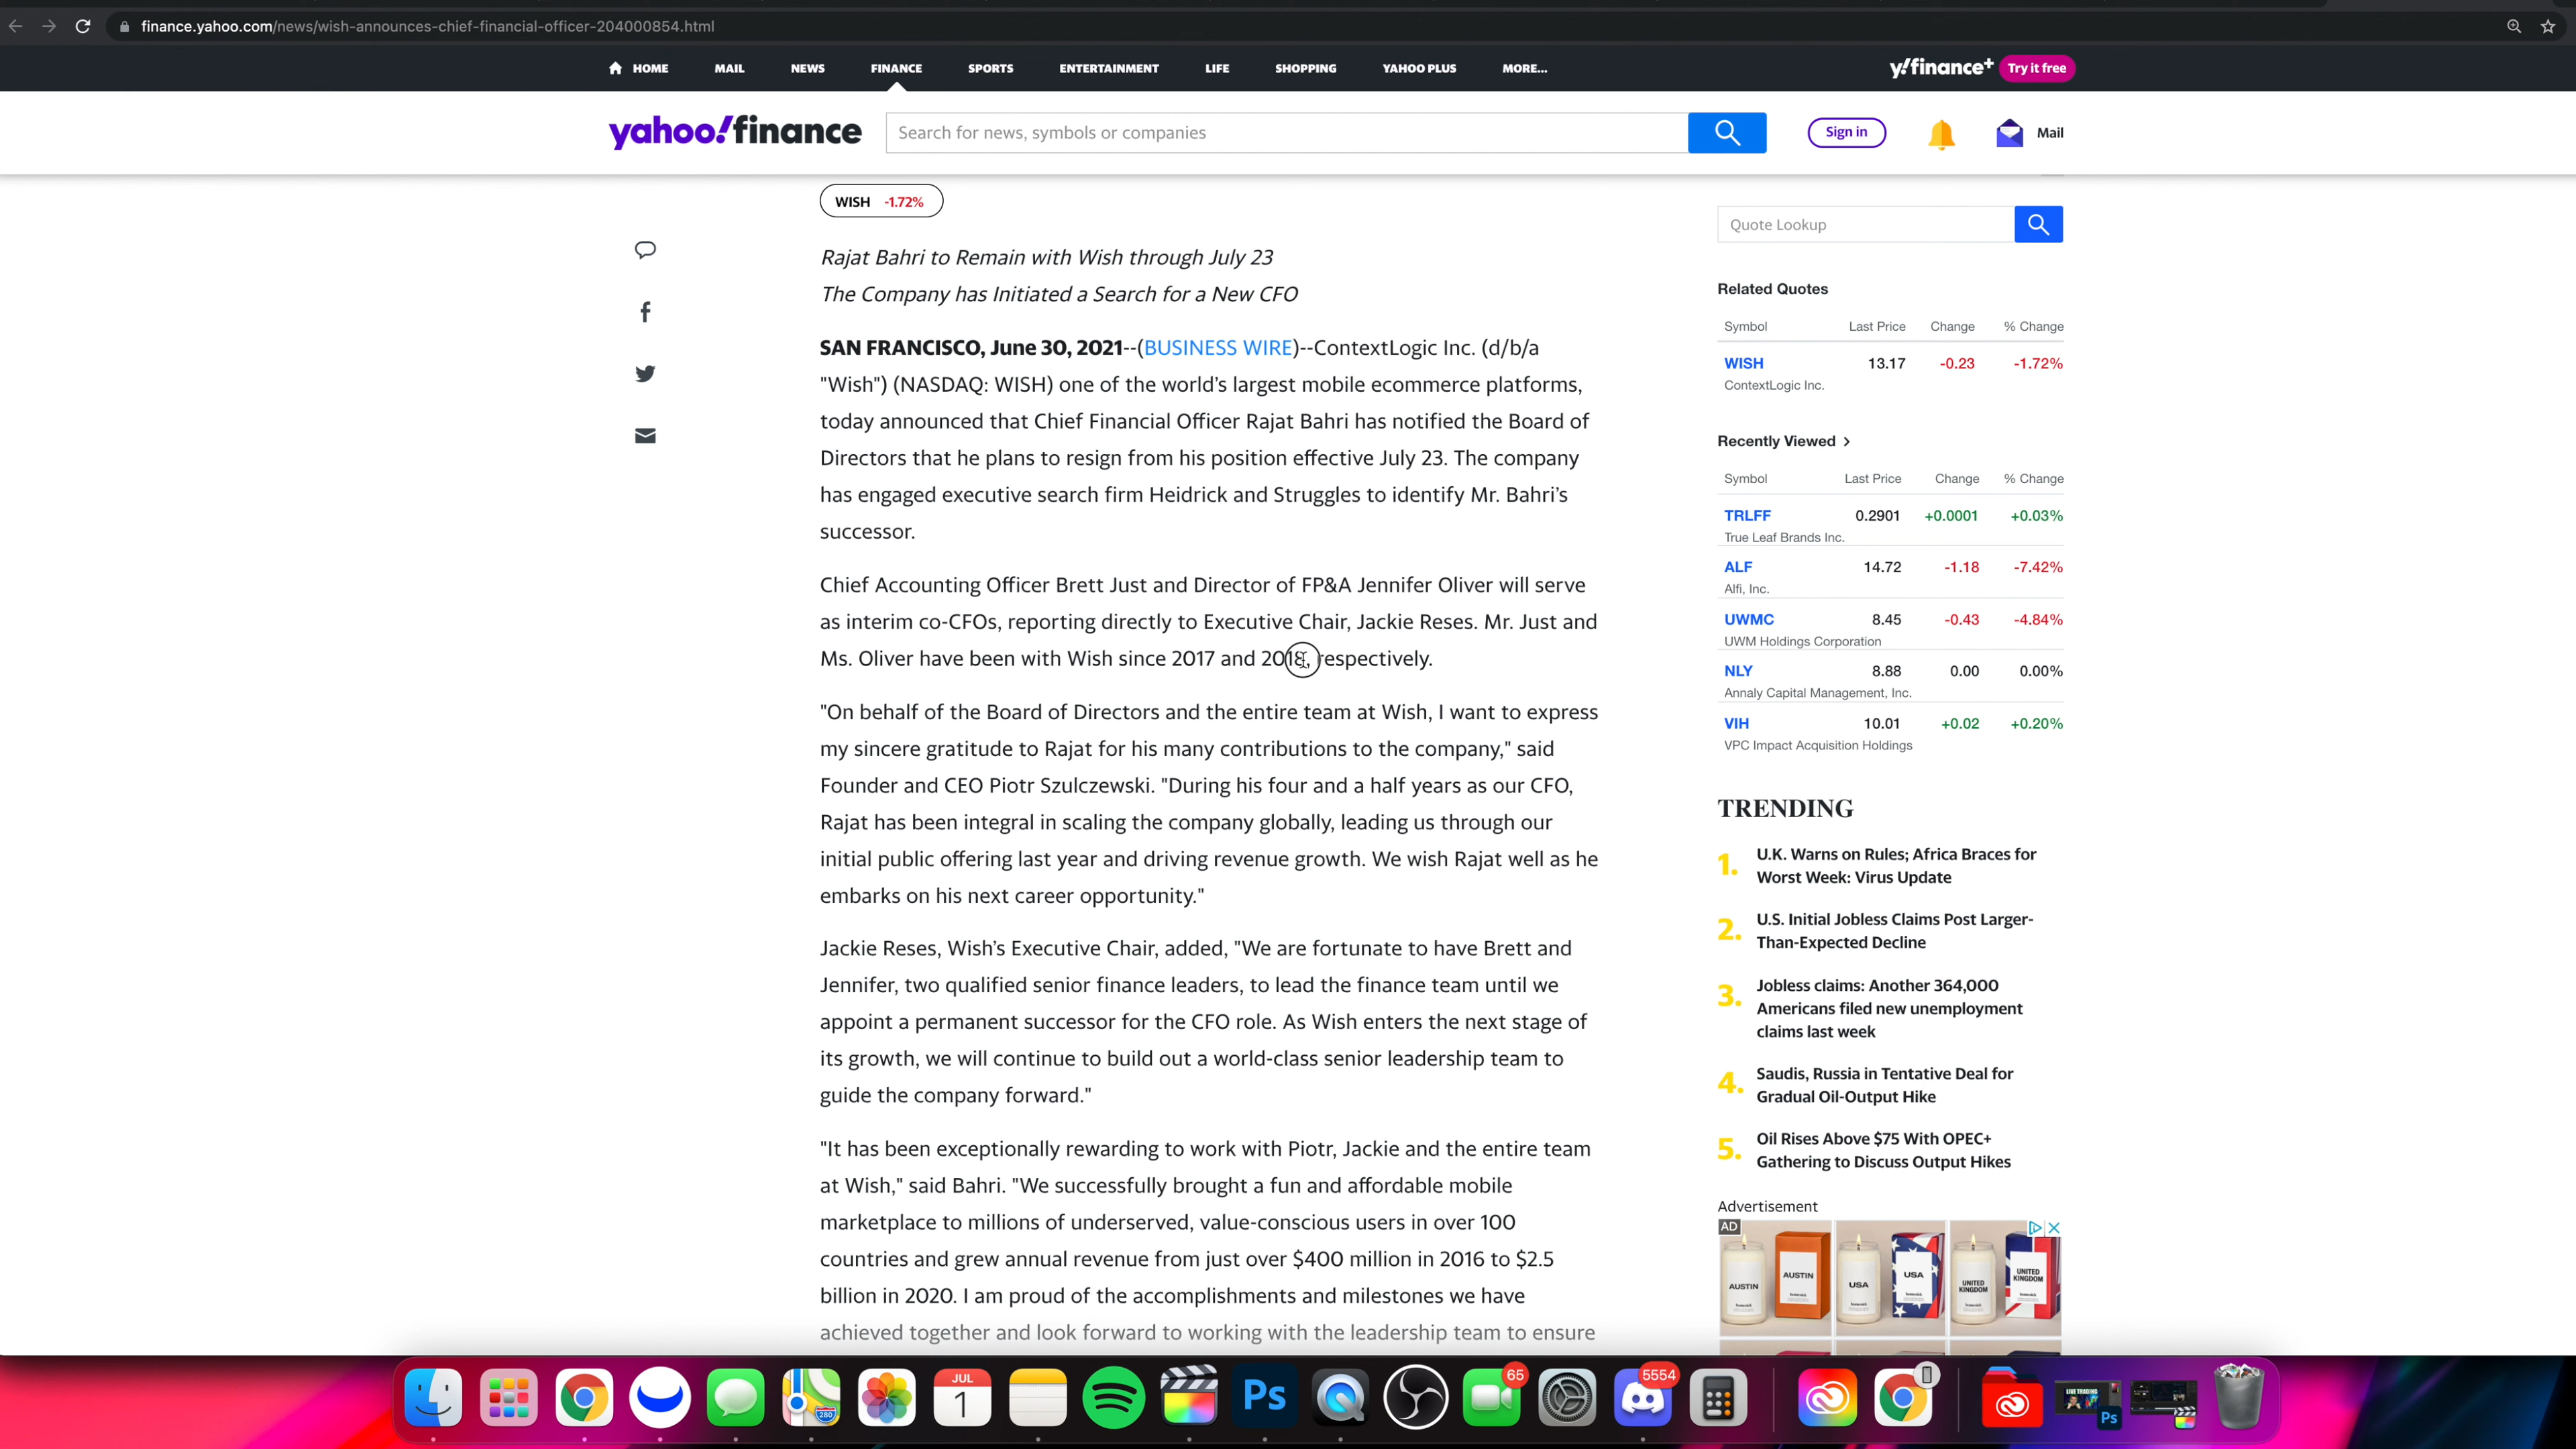 finance.yahoo.com/news/wish-announces-chief-financial-officer-204000854.html
HOME MAIL NEWS FINANCE SPORTS ENTERTAINMENT LIFE SHOPPING YAHOO PLUS MORE... y!finance+ Try it free
yahoo!finance Search for news, symbols or companies Sign in Mail
WISH -1.72%
Rajat Bahri to Remain with Wish through July 23
The Company has Initiated a Search for a New CFO
SAN FRANCISCO, June 30, 2021--(BUSINESS WIRE)--ContextLogic Inc. (d/b/a
"Wish") (NASDAQ: WISH) one of the world's largest mobile ecommerce platforms,
today announced that Chief Financial Officer Rajat Bahri has notified the Board of
Directors that he plans to resign from his position effective July 23. The company
has engaged executive search firm Heidrick and Struggles to identify Mr. Bahri's
successor.
Chief Accounting Officer Brett Just and Director of FP&A Jennifer Oliver will serve
as interim co-CFOs, reporting directly to Executive Chair, Jackie Reses. Mr. Just and
Ms. Oliver have been with Wish since 2017 and 2018, respectively.
"On behalf of the Board of Directors and the entire team at Wish, I want to express
my sincere gratitude to Rajat for his many contributions to the company," said
Founder and CEO Piotr Szulczewski. "During his four and a half years as our CFO,
Rajat has been integral in scaling the company globally, leading us through our
initial public offering last year and driving revenue growth. We wish Rajat well as he
embarks on his next career opportunity."
Jackie Reses, Wish's Executive Chair, added, "We are fortunate to have Brett and
Jennifer, two qualified senior finance leaders, to lead the finance team until we
appoint a permanent successor for the CFO role. As Wish enters the next stage of
its growth, we will continue to build out a world-class senior leadership team to
guide the company forward."
"It has been exceptionally rewarding to work with Piotr, Jackie and the entire team
at Wish," said Bahri. "We successfully brought a fun and affordable mobile
marketplace to millions of underserved, value-conscious users in over 100
countries and grew annual revenue from just over $400 million in 2016 to $2.5
billion in 2020. I am proud of the accomplishments and milestones we have
achieved together and look forward to working with the leadership team to ensure
Quote Lookup
Related Quotes
Symbol Last Price Change % Change
WISH 13.17 -0.23 -1.72%
ContextLogic Inc.
Recently Viewed >
Symbol Last Price Change % Change
TRLFF 0.2901 +0.0001 +0.03%
True Leaf Brands Inc.
ALF 14.72 -1.18 -7.42%
Alfi, Inc.
UWMC 8.45 -0.43 -4.84%
UWM Holdings Corporation
NLY 8.88 0.00 0.00%
Annaly Capital Management, Inc.
VIH 10.01 +0.02 +0.20%
VPC Impact Acquisition Holdings
TRENDING
1. U.K. Warns on Rules; Africa Braces for
Worst Week: Virus Update
2. U.S. Initial Jobless Claims Post Larger-
Than-Expected Decline
3. Jobless claims: Another 364,000
Americans filed new unemployment
claims last week
4. Saudis, Russia in Tentative Deal for
Gradual Oil-Output Hike
5. Oil Rises Above $75 With OPEC+
Gathering to Discuss Output Hikes
Advertisement
AD
AUSTIN AUSTIN USA USA UNITED KINGDOM UNITED KINGDOM
JUL
1
280
Ps
65
5554
LIVE TRADING
Ps